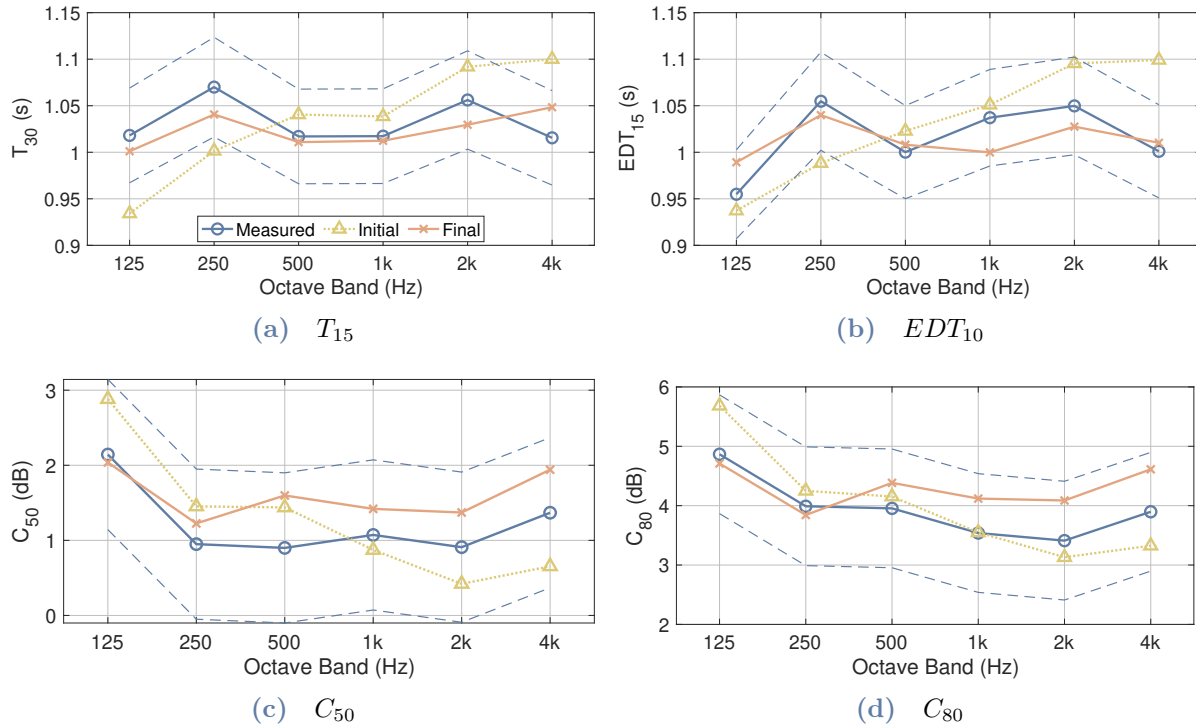 1.15
1.1
1.05
1
0.95
0.9
T30 (s)
Measured Initial Final
125 250 500 1k 2k 4k
Octave Band (Hz)
(a) T15
1.15
1.1
1.05
1
0.95
0.9
EDT15 (s)
125 250 500 1k 2k 4k
Octave Band (Hz)
(b) EDT10
3
2
1
0
C50 (dB)
125 250 500 1k 2k 4k
Octave Band (Hz)
(c) C50
6
5
4
3
2
C80 (dB)
125 250 500 1k 2k 4k
Octave Band (Hz)
(d) C80